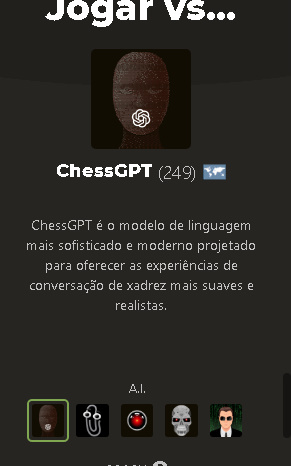 Jogar vs...
ChessGPT (249)
ChessGPT é o modelo de linguagem
mais sofisticado e moderno projetado
para oferecer as experiências de
conversação de xadrez mais suaves e
realistas.
A.I.